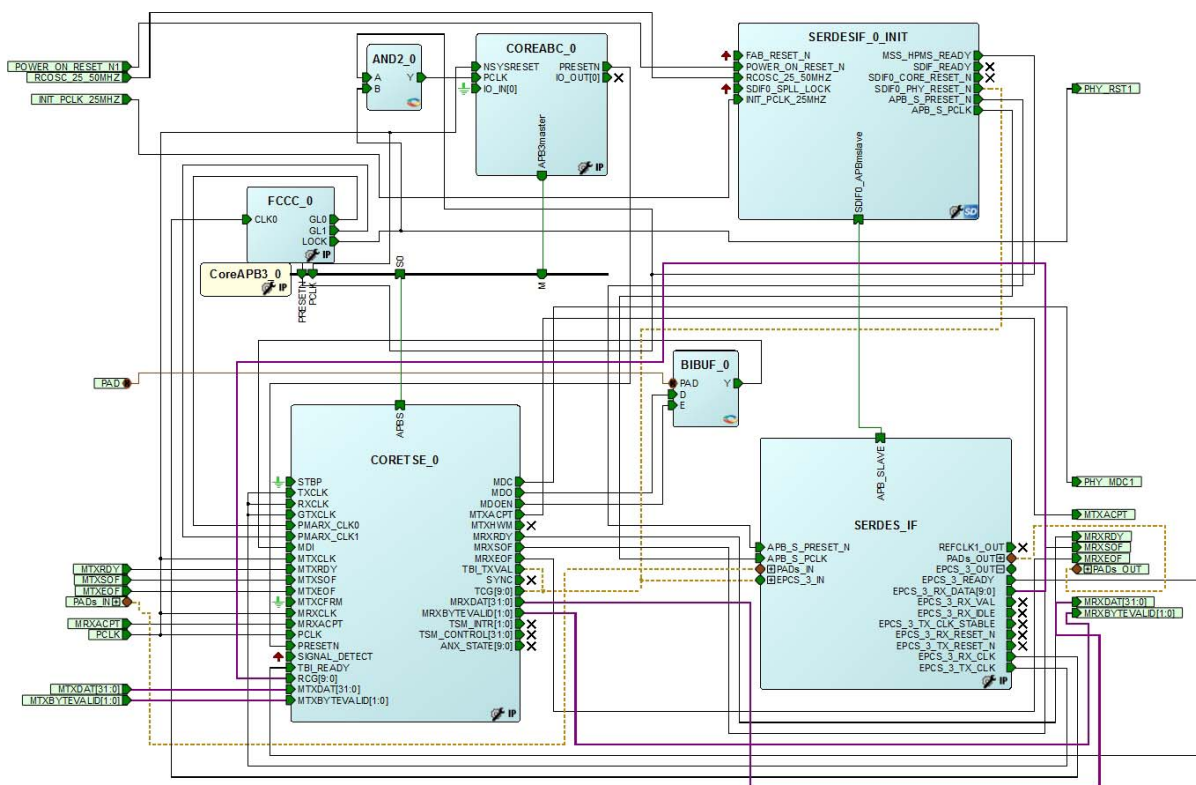 POWER_ON_RESET_N1
RCOSC_25_50MHZ
INIT_PCLK_25MHZ
AND2_0
A
B
Y
COREABC_0
NSYSRESET
PCLK
IO_IN[0]
PRESETN
IO_OUT[0]
APB3master
IP
SERDESIF_0_INIT
FAB_RESET_N
POWER_ON_RESET_N
RCOSC_25_50MHZ
SDIF0_SPLL_LOCK
INIT_PCLK_25MHZ
MSS_HPMS_READY
SDIF_READY
SDIF0_CORE_RESET_N
SDIF0_PHY_RESET_N
APB_S_PRESET_N
APB_S_PCLK
SDIF0_APBmslave
SD
PHY_RST1
FCCC_0
CLK0
GL0
GL1
LOCK
IP
CoreAPB3_0
IP
PRESETN
PCLK
S0
M
PAD
BIBUF_0
PAD
D
E
Y
CORETSE_0
APBS
STBP
TXCLK
RXCLK
GTXCLK
PMARX_CLK0
PMARX_CLK1
MDI
MTXCLK
MTXRDY
MTXSOF
MTXEOF
MTXCFRM
MRXCLK
MRXACPT
PCLK
PRESETN
SIGNAL_DETECT
TBI_READY
RCG[9:0]
MTXDAT[31:0]
MTXBYTEVALID[1:0]
MDC
MDO
MDOEN
MTXACPT
MTXHWM
MRXRDY
MRXSOF
MRXEOF
TBI_TXVAL
SYNC
TCG[9:0]
MRXDAT[31:0]
MRXBYTEVALID[1:0]
TSM_INTR[1:0]
TSM_CONTROL[31:0]
ANX_STATE[9:0]
IP
MTXRDY
MTXSOF
MTXEOF
PADs_IN
MRXACPT
PCLK
MTXDAT[31:0]
MTXBYTEVALID[1:0]
APB_SLAVE
SERDES_IF
APB_S_PRESET_N
APB_S_PCLK
PADs_IN
EPCS_3_IN
REFCLK1_OUT
PADs_OUT
EPCS_3_OUT
EPCS_3_READY
EPCS_3_RX_DATA[9:0]
EPCS_3_RX_VAL
EPCS_3_RX_IDLE
EPCS_3_TX_CLK_STABLE
EPCS_3_RX_RESET_N
EPCS_3_TX_RESET_N
EPCS_3_RX_CLK
EPCS_3_TX_CLK
IP
PHY_MDC1
MTXACPT
MRXRDY
MRXSOF
MRXEOF
PADs_OUT
MRXDAT[31:0]
MRXBYTEVALID[1:0]